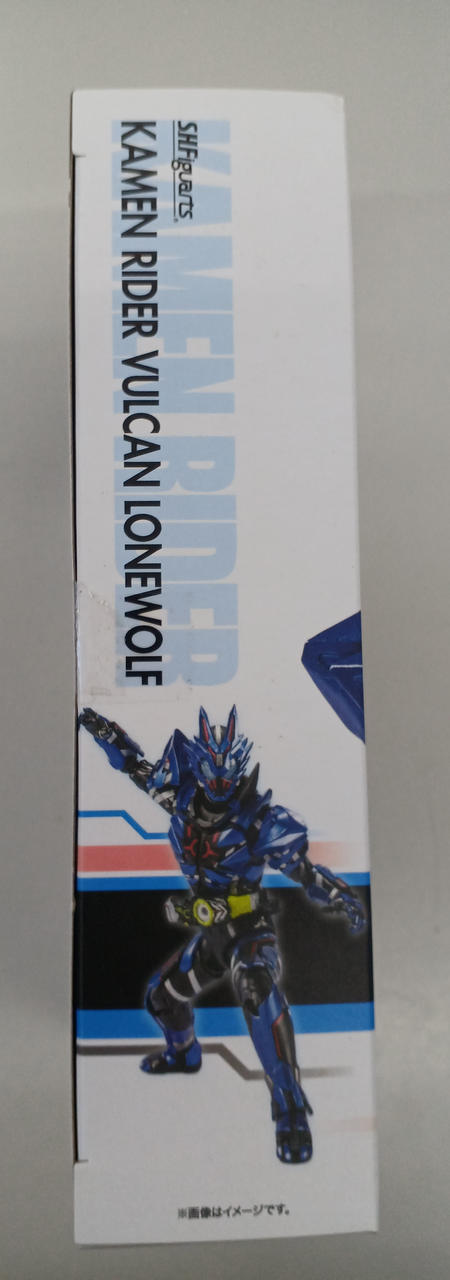 KAMEN RIDER
S.H.Figuarts
KAMEN RIDER VULCAN LONEWOLF
※画像はイメージです。